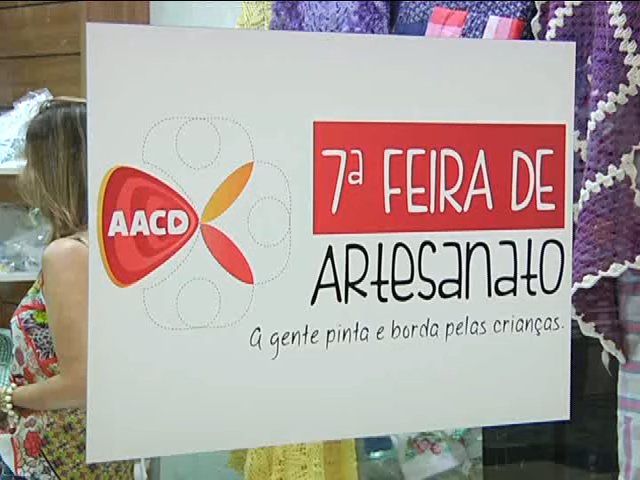 AACD
7ª FEIRA DE
ARtesanato
A gente pinta e borda pelas crianças.